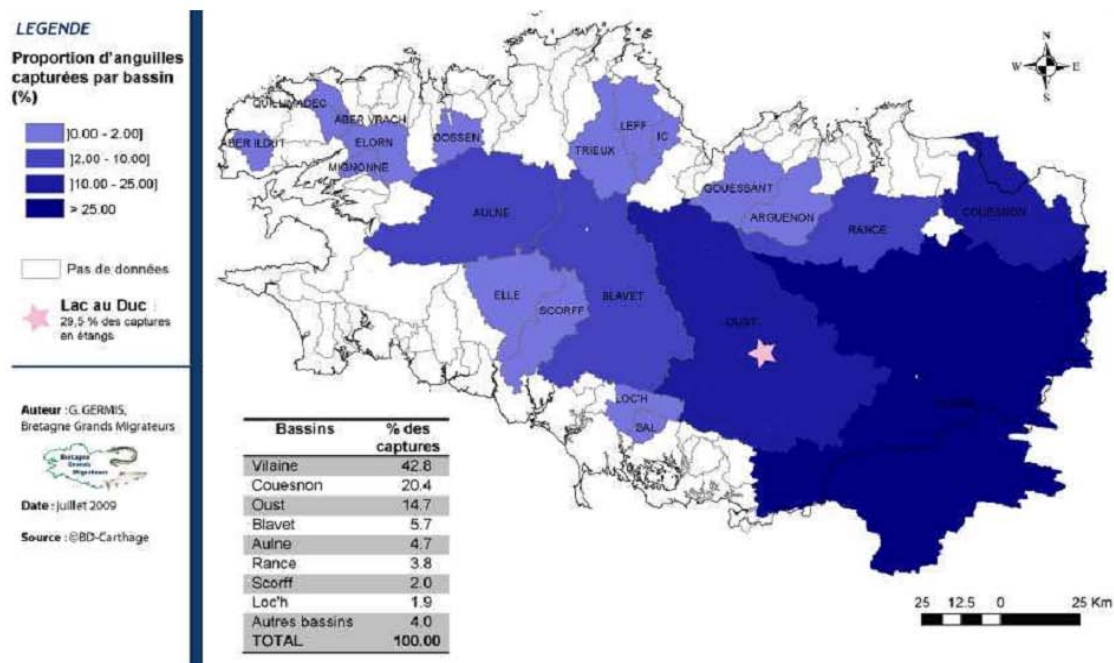 LEGENDE
Proportion d'anguilles
capturées par bassin
(%)
]0.00 - 2.00]
]2.00 - 10.00]
]10.00 - 25.00]
> 25.00
Pas de données
Lac au Duc :
29,5 % des captures
en étangs
Auteur : G. GERMIS,
Bretagne Grands Migrateurs
Bretagne
Grands
Migrateurs
Date : juillet 2009
Source : @BD-Carthage
N
W E
S
QUILLIMADEC
ABER VRACH
ABER ILDUT
ELORN
MIGNONNE
DOSSEN
TRIEUX
LEFF
IC
GOUESSANT
ARGUENON
RANCE
COUESNON
AULNE
ELLE
SCORFF
BLAVET
OUST
LOC'H
SAL
Bassins % des
captures
Vilaine 42.8
Couesnon 20.4
Oust 14.7
Blavet 5.7
Aulne 4.7
Rance 3.8
Scorff 2.0
Loc'h 1.9
Autres bassins 4.0
TOTAL 100.00
25 12.5 0 25 Km